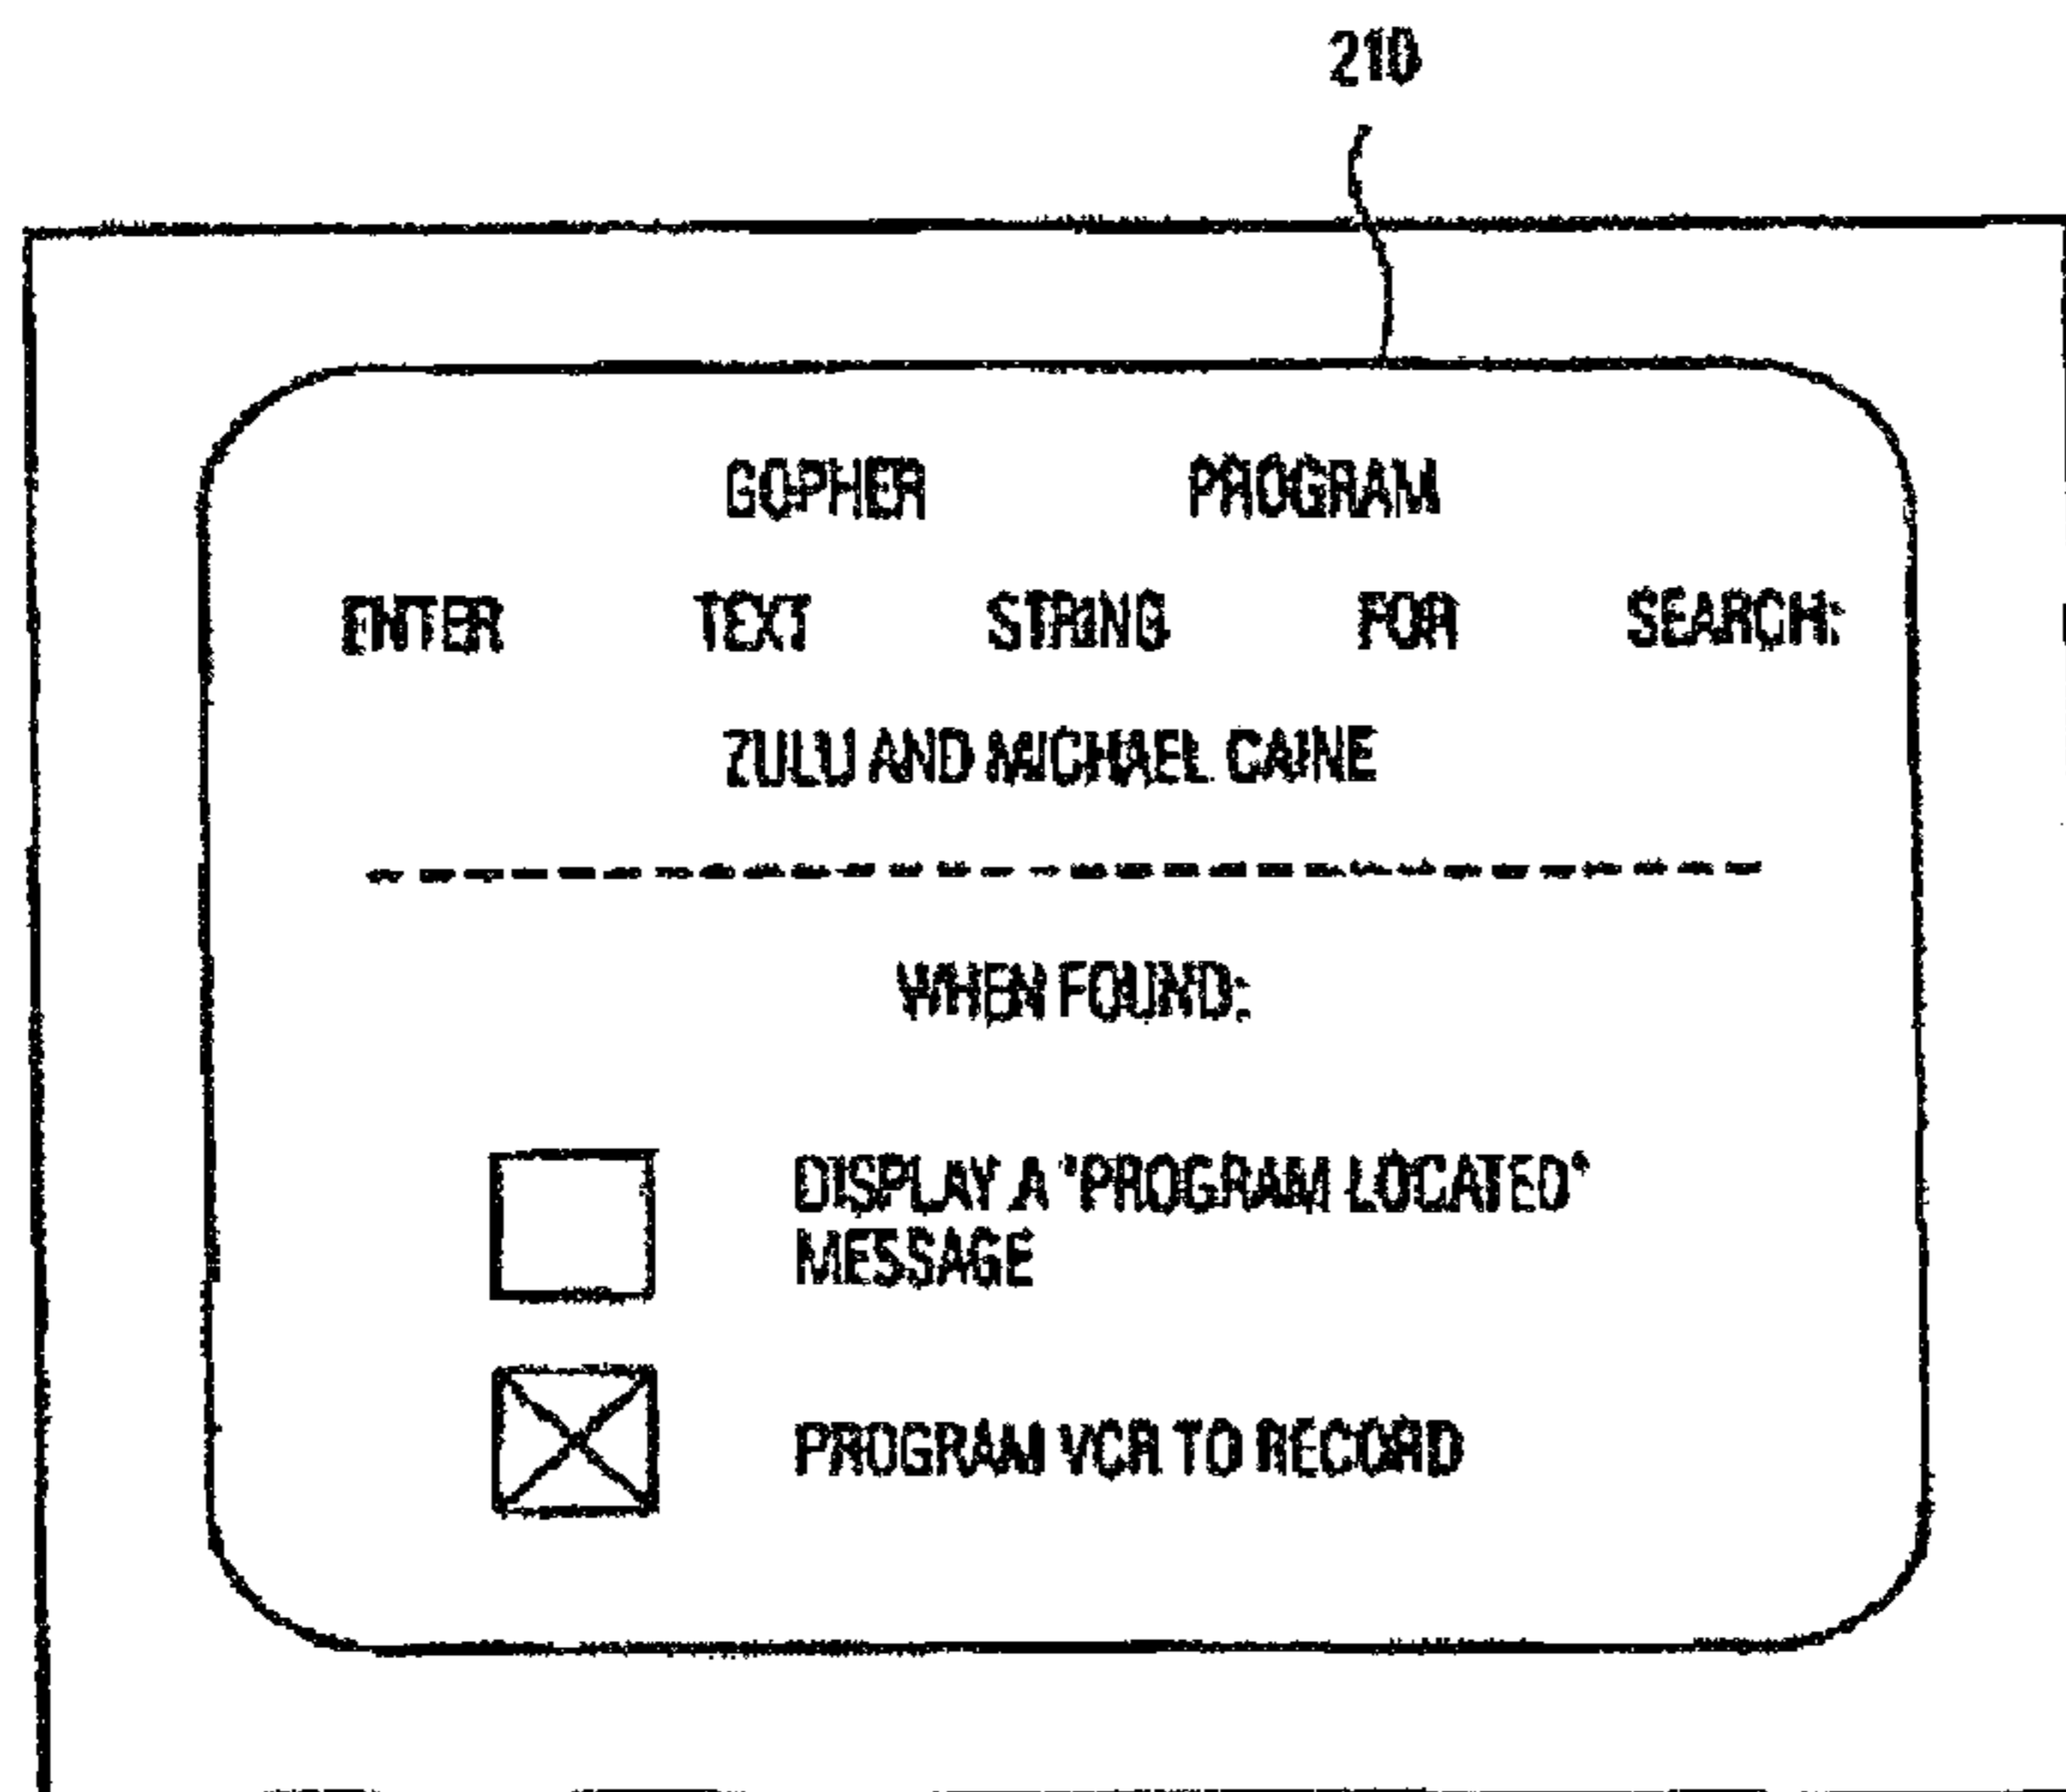 210
GOPHER PROGRAM
ENTER TEXT STRING FOR SEARCH:
ZULU AND MICHAEL CAINE
WHEN FOUND:
DISPLAY A "PROGRAM LOCATED"
MESSAGE
PROGRAM VCR TO RECORD